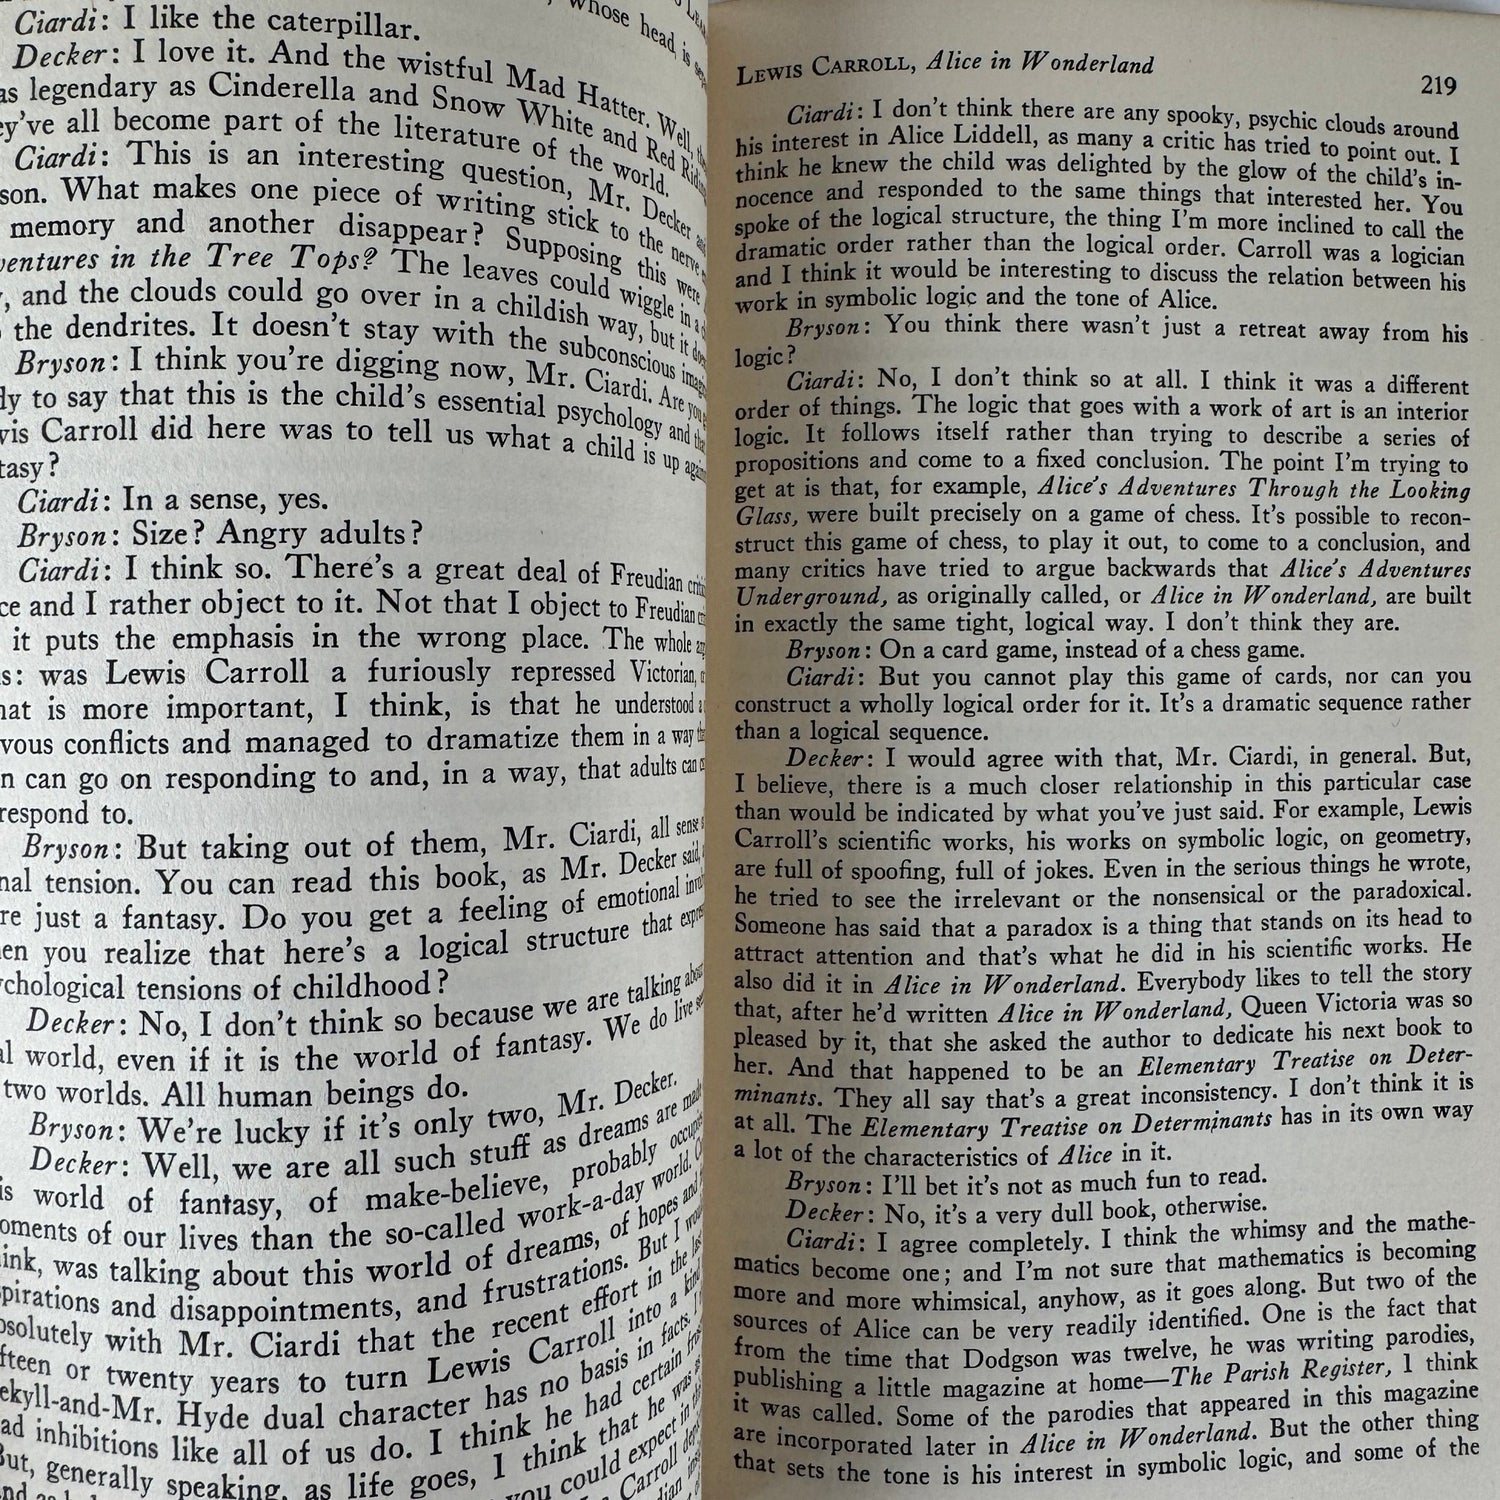 whose head is
Ciardi: I like the caterpillar.
Decker: I love it. And the wistful Mad Hatter. Well,
as legendary as Cinderella and Snow White and Red
they've all become part of the literature of the world.
Ciardi: This is an interesting question, Mr. Decker
son. What makes one piece of writing stick to the nerve
memory and another disappear? Supposing this were
ventures in the Tree Tops? The leaves could wiggle in a
and the clouds could go over in a childish way, but it
the dendrites. It doesn't stay with the subconscious
Bryson: I think you're digging now, Mr. Ciardi. Are you
to say that this is the child's essential psychology and
Carroll did here was to tell us what a child is up against
tasy?
Ciardi: In a sense, yes.
Bryson: Size? Angry adults?
Ciardi: I think so. There's a great deal of Freudian
ce and I rather object to it. Not that I object to Freudian
it puts the emphasis in the wrong place. The whole
s: was Lewis Carroll a furiously repressed Victorian,
hat is more important, I think, is that he understood
vous conflicts and managed to dramatize them in a way
n can go on responding to and, in a way, that adults can
respond to.
Bryson: But taking out of them, Mr. Ciardi, all sense
nal tension. You can read this book, as Mr. Decker said,
re just a fantasy. Do you get a feeling of emotional
en you realize that here's a logical structure that
chological tensions of childhood?
Decker: No, I don't think so because we are talking about
al world, even if it is the world of fantasy. We do live
two worlds. All human beings do.
Bryson: We're lucky if it's only two, Mr. Decker.
Decker: Well, we are all such stuff as dreams are made
is world of fantasy, of make-believe, probably
oments of our lives than the so-called work-a-day world.
ink, was talking about this world of dreams, of hopes and
pirations and disappointments, and frustrations. But I
bsolutely with Mr. Ciardi that the recent effort in the last
fteen or twenty years to turn Lewis Carroll into a kind
ekyll-and-Mr. Hyde dual character has no basis in facts.
ad inhibitions like all of us do. I think he had certain
But, generally speaking, as life goes, I think that he was
you could expect in
Carroll
LEWIS CARROLL, Alice in Wonderland
219
Ciardi: I don't think there are any spooky, psychic clouds around
his interest in Alice Liddell, as many a critic has tried to point out. I
think he knew the child was delighted by the glow of the child's in-
nocence and responded to the same things that interested her. You
spoke of the logical structure, the thing I'm more inclined to call the
dramatic order rather than the logical order. Carroll was a logician
and I think it would be interesting to discuss the relation between his
work in symbolic logic and the tone of Alice.
Bryson: You think there wasn't just a retreat away from his
logic?
Ciardi: No, I don't think so at all. I think it was a different
order of things. The logic that goes with a work of art is an interior
logic. It follows itself rather than trying to describe a series of
propositions and come to a fixed conclusion. The point I'm trying to
get at is that, for example, Alice's Adventures Through the Looking
Glass, were built precisely on a game of chess. It's possible to recon-
struct this game of chess, to play it out, to come to a conclusion, and
many critics have tried to argue backwards that Alice's Adventures
Underground, as originally called, or Alice in Wonderland, are built
in exactly the same tight, logical way. I don't think they are.
Bryson: On a card game, instead of a chess game.
Ciardi: But you cannot play this game of cards, nor can you
construct a wholly logical order for it. It's a dramatic sequence rather
than a logical sequence.
Decker: I would agree with that, Mr. Ciardi, in general. But,
I believe, there is a much closer relationship in this particular case
than would be indicated by what you've just said. For example, Lewis
Carroll's scientific works, his works on symbolic logic, on geometry,
are full of spoofing, full of jokes. Even in the serious things he wrote,
he tried to see the irrelevant or the nonsensical or the paradoxical.
Someone has said that a paradox is a thing that stands on its head to
attract attention and that's what he did in his scientific works. He
also did it in Alice in Wonderland. Everybody likes to tell the story
that, after he'd written Alice in Wonderland, Queen Victoria was so
pleased by it, that she asked the author to dedicate his next book to
her. And that happened to be an Elementary Treatise on Deter-
minants. They all say that's a great inconsistency. I don't think it is
at all. The Elementary Treatise on Determinants has in its own way
a lot of the characteristics of Alice in it.
Bryson: I'll bet it's not as much fun to read.
Decker: No, it's a very dull book, otherwise.
Ciardi: I agree completely. I think the whimsy and the mathe-
matics become one; and I'm not sure that mathematics is becoming
more and more whimsical, anyhow, as it goes along. But two of the
sources of Alice can be very readily identified. One is the fact that
from the time that Dodgson was twelve, he was writing parodies,
publishing a little magazine at home—The Parish Register, I think
it was called. Some of the parodies that appeared in this magazine
are incorporated later in Alice in Wonderland. But the other thing
that sets the tone is his interest in symbolic logic, and some of the